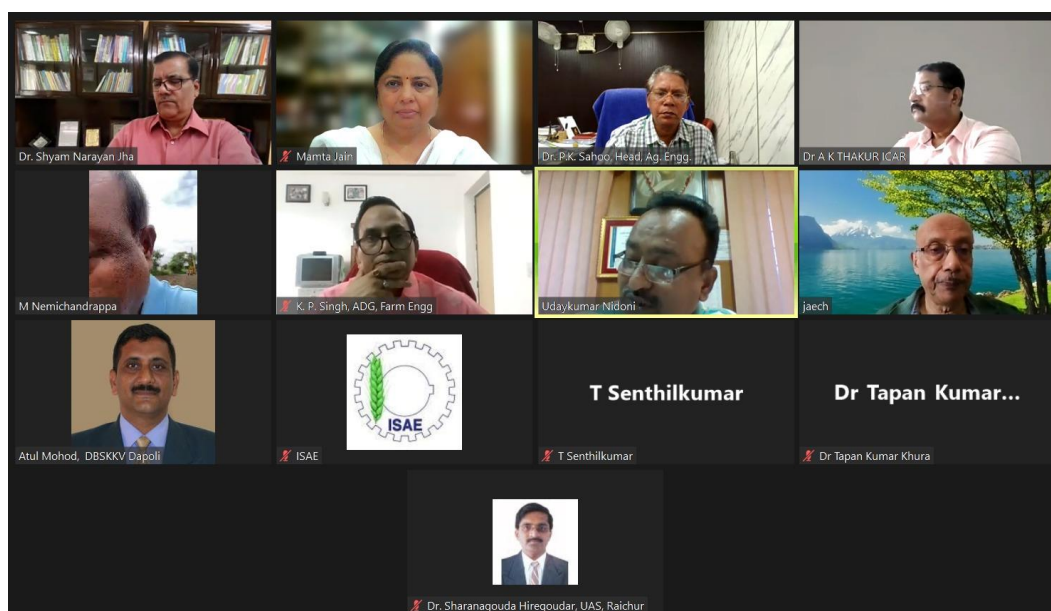 Dr. Shyam Narayan Jha
Mamta Jain
Dr. P.K. Sahoo, Head, Ag. Engg.
Dr A K THAKUR ICAR
M Nemichandrappa
K. P. Singh, ADG, Farm Engg
Udaykumar Nidoni
jaech
Atul Mohod, DBSKKV Dapoli
ISAE
ISAE
T Senthilkumar
T Senthilkumar
Dr Tapan Kumar...
Dr Tapan Kumar Khura
Dr. Sharanagouda Hiregoudar, UAS, Raichur